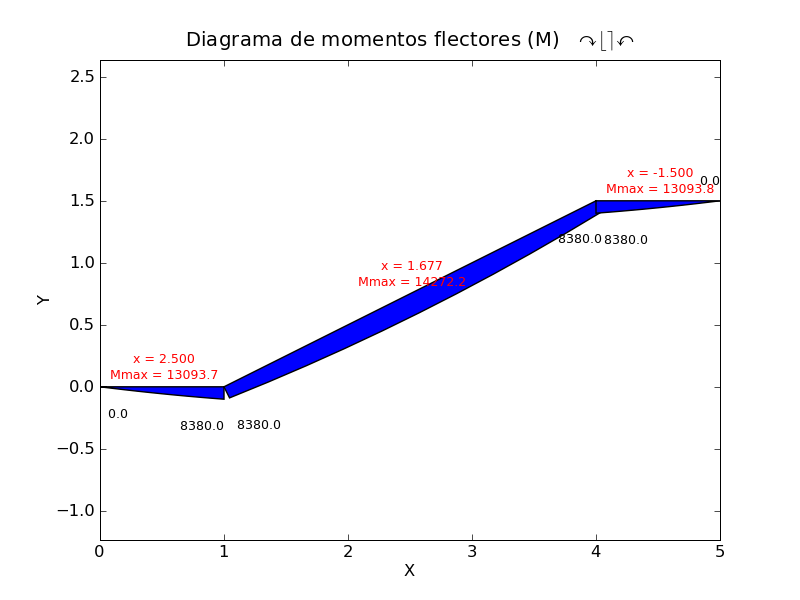 Diagrama de momentos flectores (M) ↷⌊⌉↶
2.5
2.0
1.5
1.0
0.5
0.0
−0.5
−1.0
Y
x = -1.500
Mmax = 13093.8
0.0
8380.0
8380.0
x = 1.677
Mmax = 14272.2
x = 2.500
Mmax = 13093.7
0.0
8380.0
8380.0
0 1 2 3 4 5
X